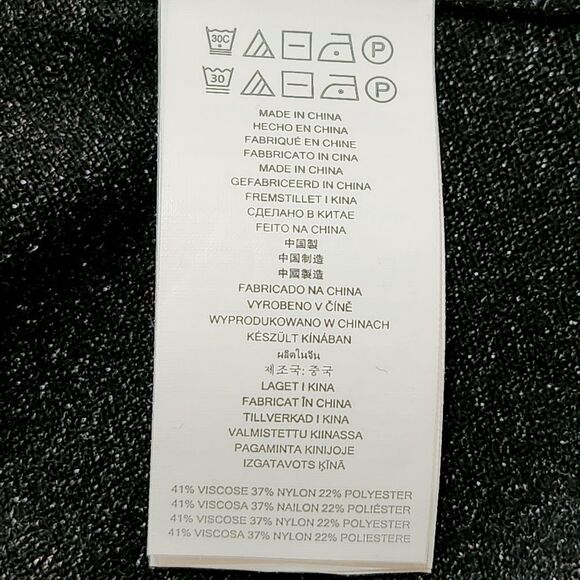 30C P
30 P
MADE IN CHINA
HECHO EN CHINA
FABRIQUÉ EN CHINE
FABBRICATO IN CINA
MADE IN CHINA
GEFABRICEERD IN CHINA
FREMSTILLET I KINA
СДЕЛАНО В КИТАЕ
FEITO NA CHINA
中国製
中国制造
中國製造
FABRICADO NA CHINA
VYROBENO V ČÍNĚ
WYPRODUKOWANO W CHINACH
KÉSZÜLT KÍNÁBAN
ผลิตในจีน
제조국: 중국
LAGET I KINA
FABRICAT ÎN CHINA
TILLVERKAD I KINA
VALMISTETTU KIINASSA
PAGAMINTA KINIJOJE
IZGATAVOTS ĶĪNĀ
41% VISCOSE 37% NYLON 22% POLYESTER
41% VISCOSA 37% NAILON 22% POLIÉSTER
41% VISCOSE 37% NYLON 22% POLYESTER
41% VISCOSA 37% NYLON 22% POLIESTERE